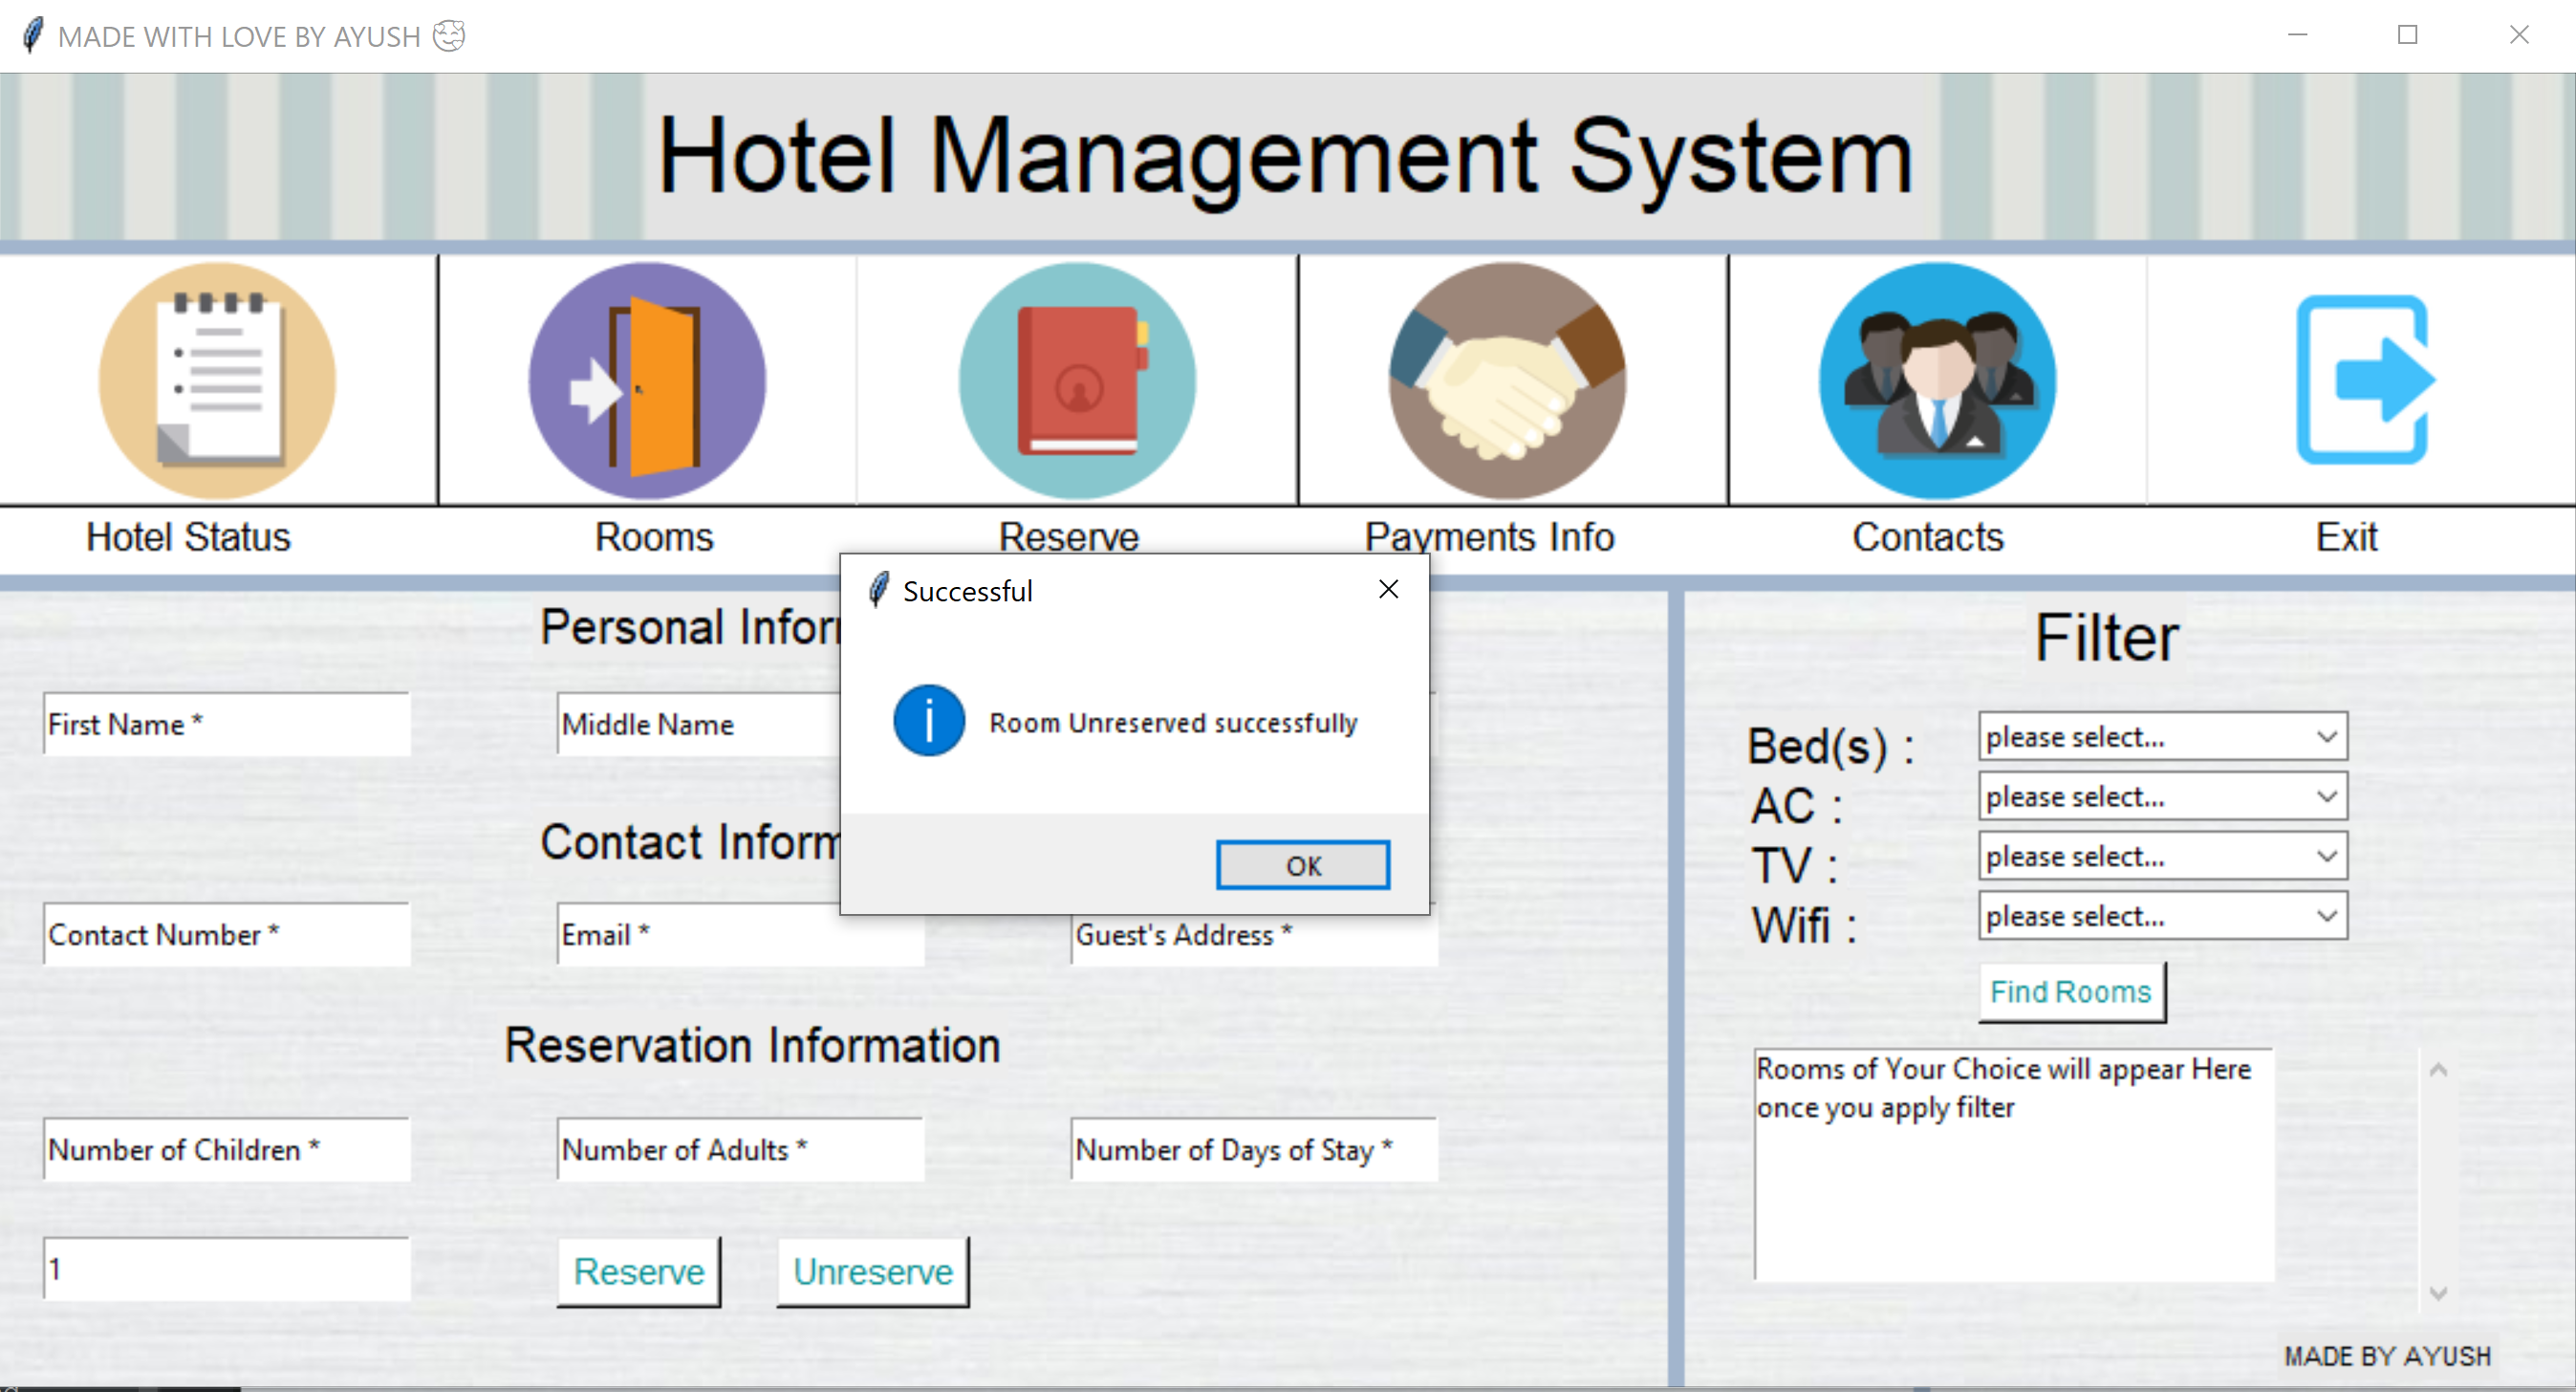 MADE WITH LOVE BY AYUSH 🥰
Hotel Management System
Hotel Status
Rooms
Reserve
Payments Info
Contacts
Exit
Successful
Room Unreserved successfully
OK
Personal
First Name *
Middle Name
Contact
Contact Number *
Email *
Guest's Address *
Reservation Information
Number of Children *
Number of Adults *
Number of Days of Stay *
1
Reserve
Unreserve
Filter
Bed(s) :
please select...
AC :
please select...
TV :
please select...
Wifi :
please select...
Find Rooms
Rooms of Your Choice will appear Here
once you apply filter
MADE BY AYUSH